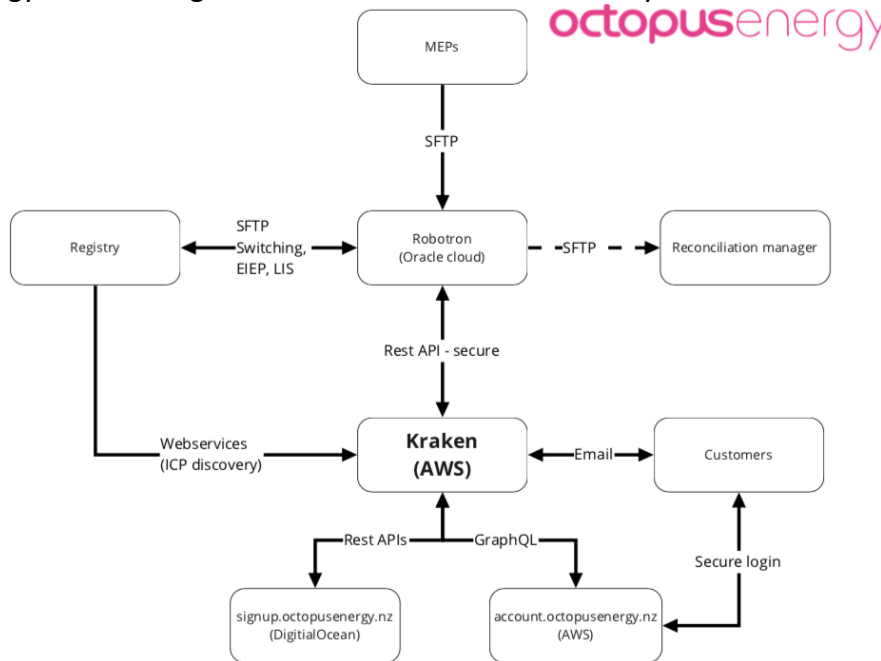 octopusenergy
MEPs
SFTP
Registry
SFTP
Switching,
EIEP, LIS
Robotron
(Oracle cloud)
SFTP
Reconciliation manager
Rest API - secure
Webservices
(ICP discovery)
Kraken
(AWS)
Email
Customers
Rest APIs
GraphQL
Secure login
signup.octopusenergy.nz
(DigitialOcean)
account.octopusenergy.nz
(AWS)